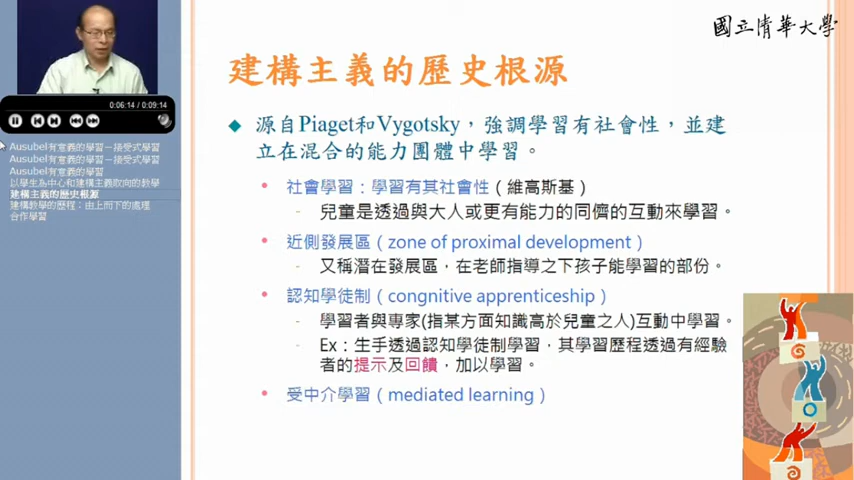 國立清華大學
建構主義的歷史根源
0:06:14 / 0:09:14
Ausubel有意義的學習－接受式學習
Ausubel有意義的學習－接受式學習
Ausubel有意義的學習
以學生為中心和建構主義取向的教學
建構主義的歷史根源
建構教學的歷程：由上而下的處理
合作學習
源自Piaget和Vygotsky，強調學習有社會性，並建
立在混合的能力團體中學習。
社會學習：學習有其社會性（維高斯基）
- 兒童是透過與大人或更有能力的同儕的互動來學習。
近側發展區（zone of proximal development）
- 又稱潛在發展區，在老師指導之下孩子能學習的部份。
認知學徒制（congnitive apprenticeship）
- 學習者與專家(指某方面知識高於兒童之人)互動中學習。
- Ex：生手透過認知學徒制學習，其學習歷程透過有經驗
者的提示及回饋，加以學習。
受中介學習（mediated learning）